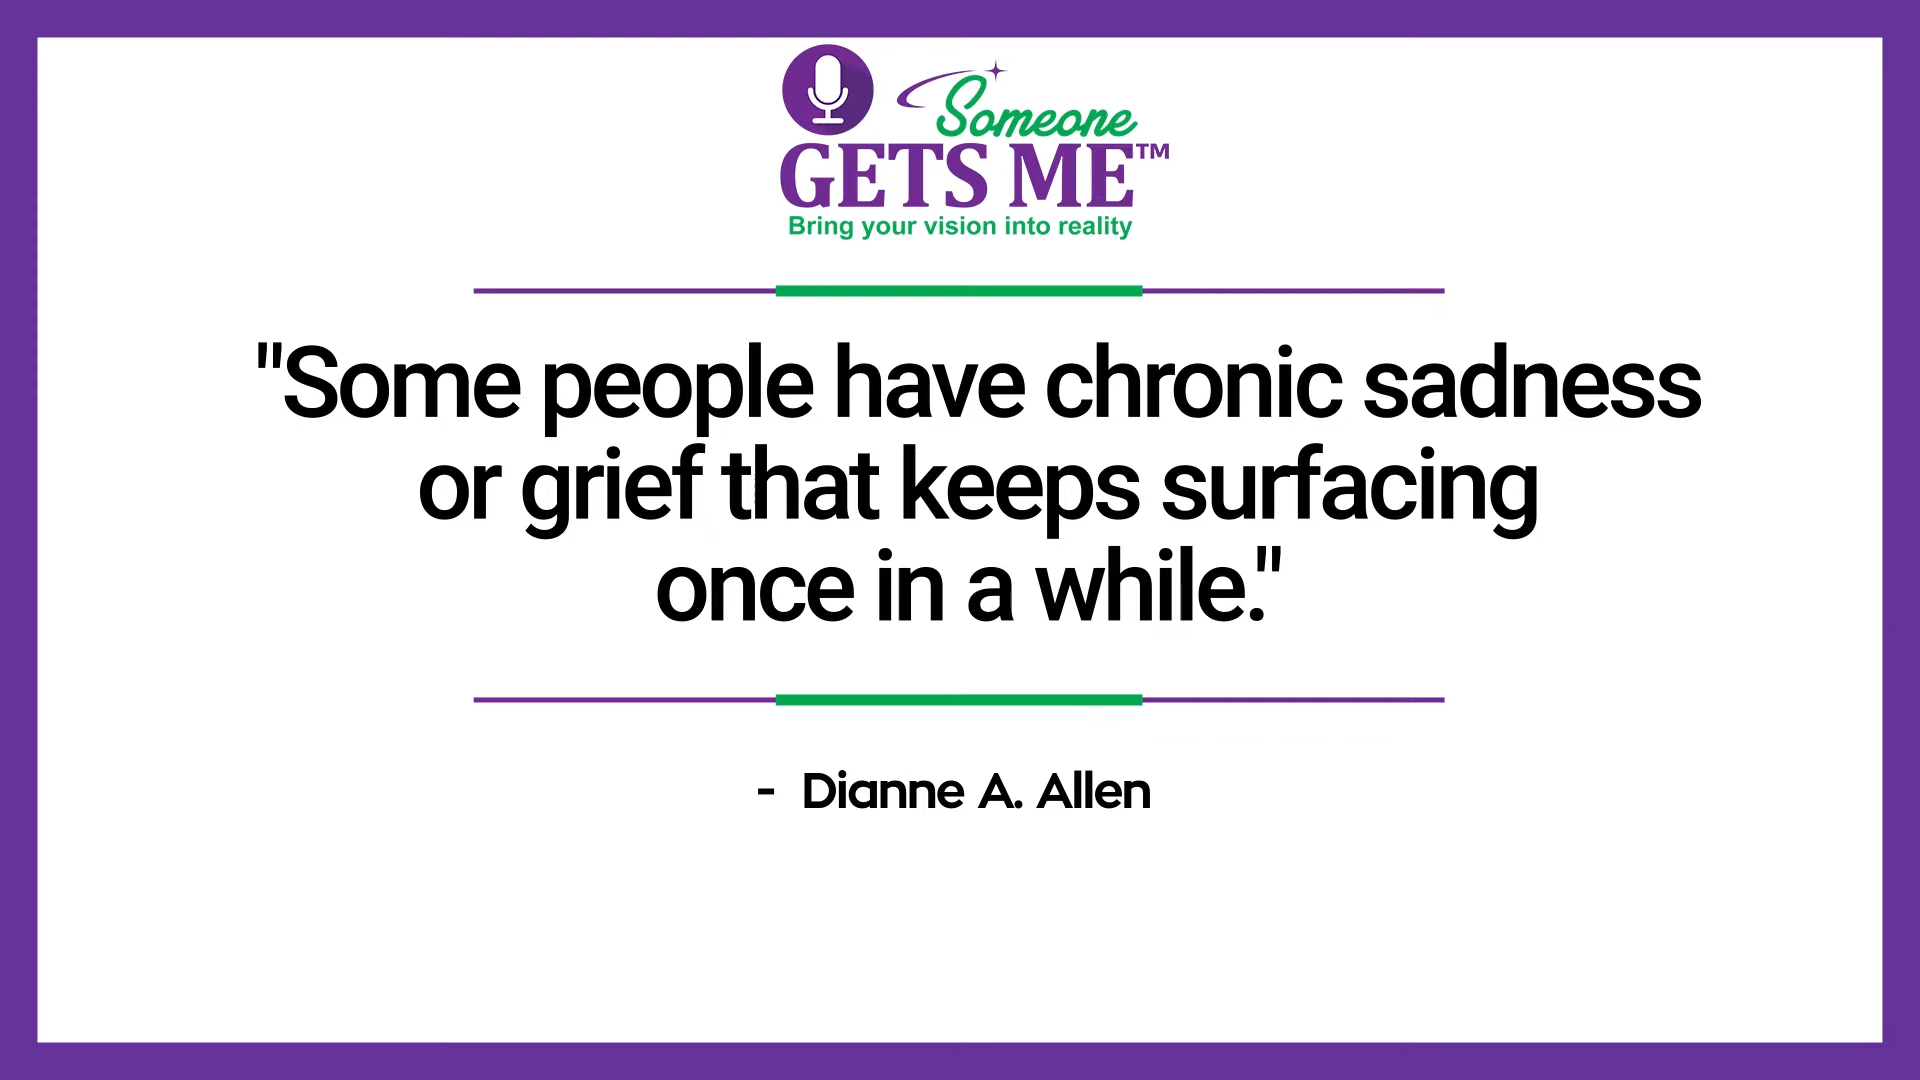 Someone
GETS ME™
Bring your vision into reality
"Some people have chronic sadness
or grief that keeps surfacing
once in a while."
- Dianne A. Allen